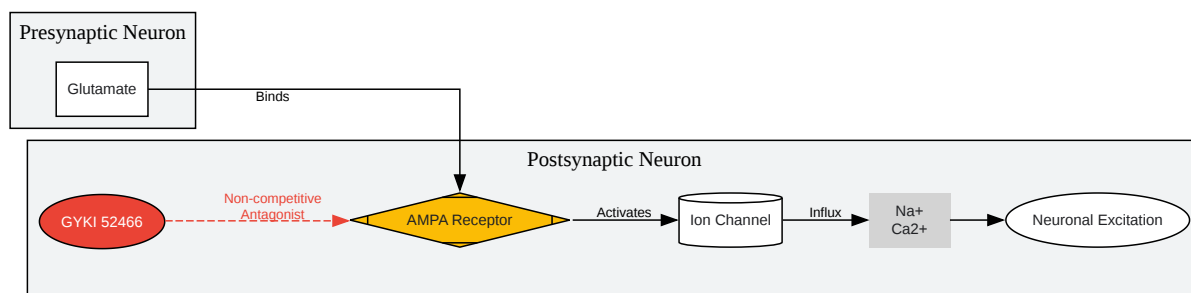 Presynaptic Neuron
Glutamate
Binds
Postsynaptic Neuron
GYKI 52466
Non-competitive
Antagonist
AMPA Receptor
Activates
Ion Channel
Influx
Na+
Ca2+
Neuronal Excitation